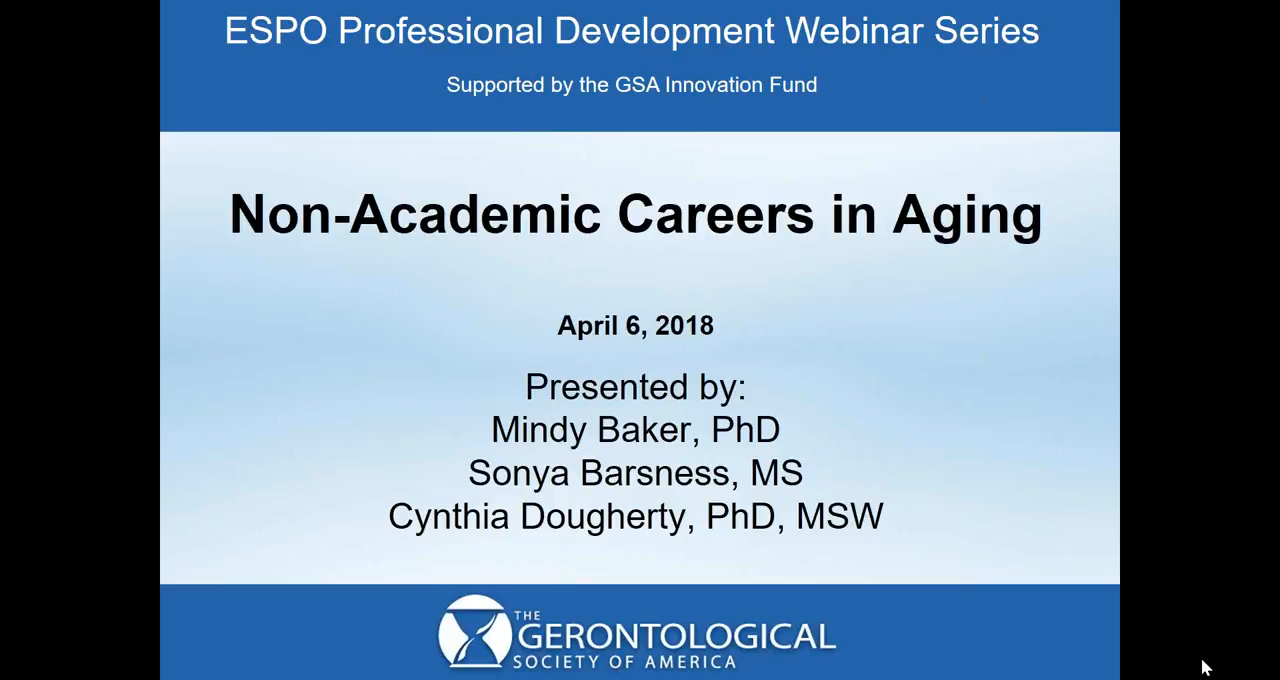 ESPO Professional Development Webinar Series
Supported by the GSA Innovation Fund
Non-Academic Careers in Aging
April 6, 2018
Presented by:
Mindy Baker, PhD
Sonya Barsness, MS
Cynthia Dougherty, PhD, MSW
THE
GERONTOLOGICAL
SOCIETY OF AMERICA